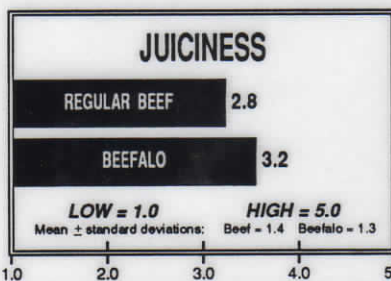 JUICINESS
REGULAR BEEF 2.8
BEEFALO 3.2
LOW = 1.0 HIGH = 5.0
Mean ± standard deviations: Beef = 1.4 Beefalo = 1.3
1.0 2.0 3.0 4.0 5